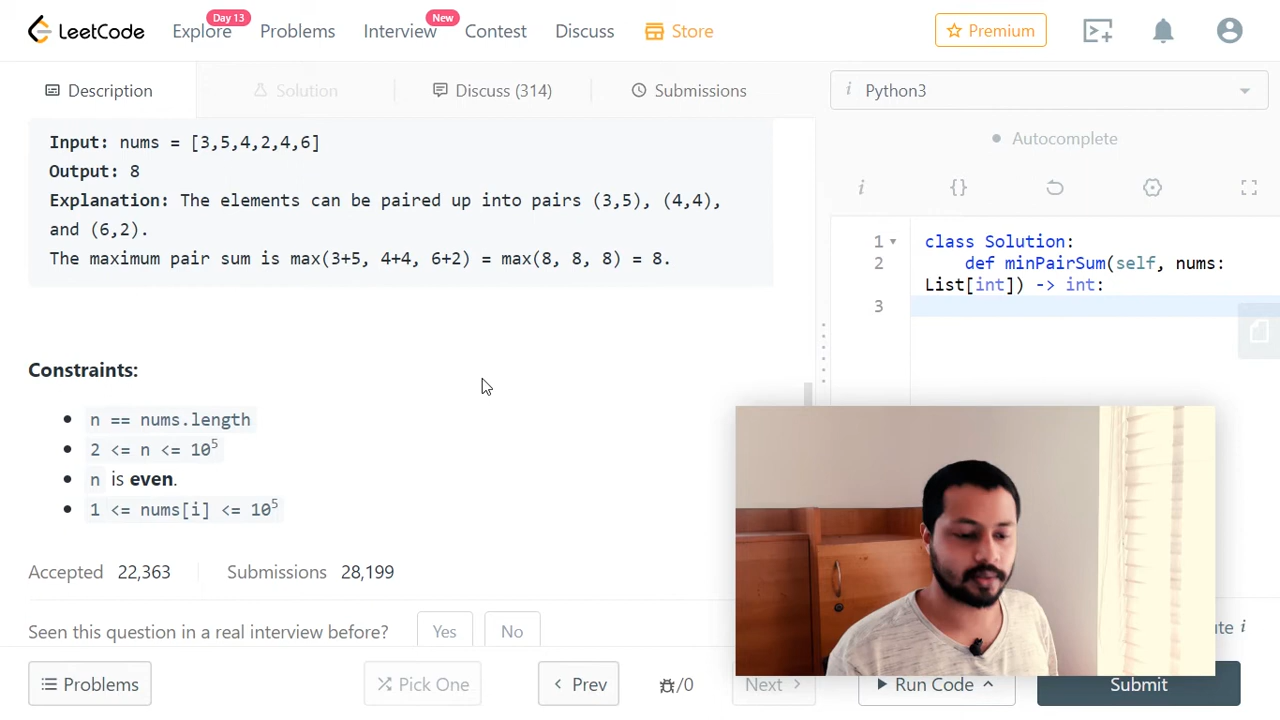 LeetCode
Explore
Day 13
Problems
Interview
New
Contest
Discuss
Store
Premium
Description
Solution
Discuss (314)
Submissions
i Python3
Autocomplete
i {}
Input: nums = [3,5,4,2,4,6]
Output: 8
Explanation: The elements can be paired up into pairs (3,5), (4,4),
and (6,2).
The maximum pair sum is max(3+5, 4+4, 6+2) = max(8, 8, 8) = 8.
Constraints:
n == nums.length
2 <= n <= 10⁵
n is even.
1 <= nums[i] <= 10⁵
Accepted 22,363 Submissions 28,199
Seen this question in a real interview before? Yes No
1 class Solution:
2 def minPairSum(self, nums:
List[int]) -> int:
3
i
Problems
Pick One
< Prev
/0
Next >
Run Code
Submit